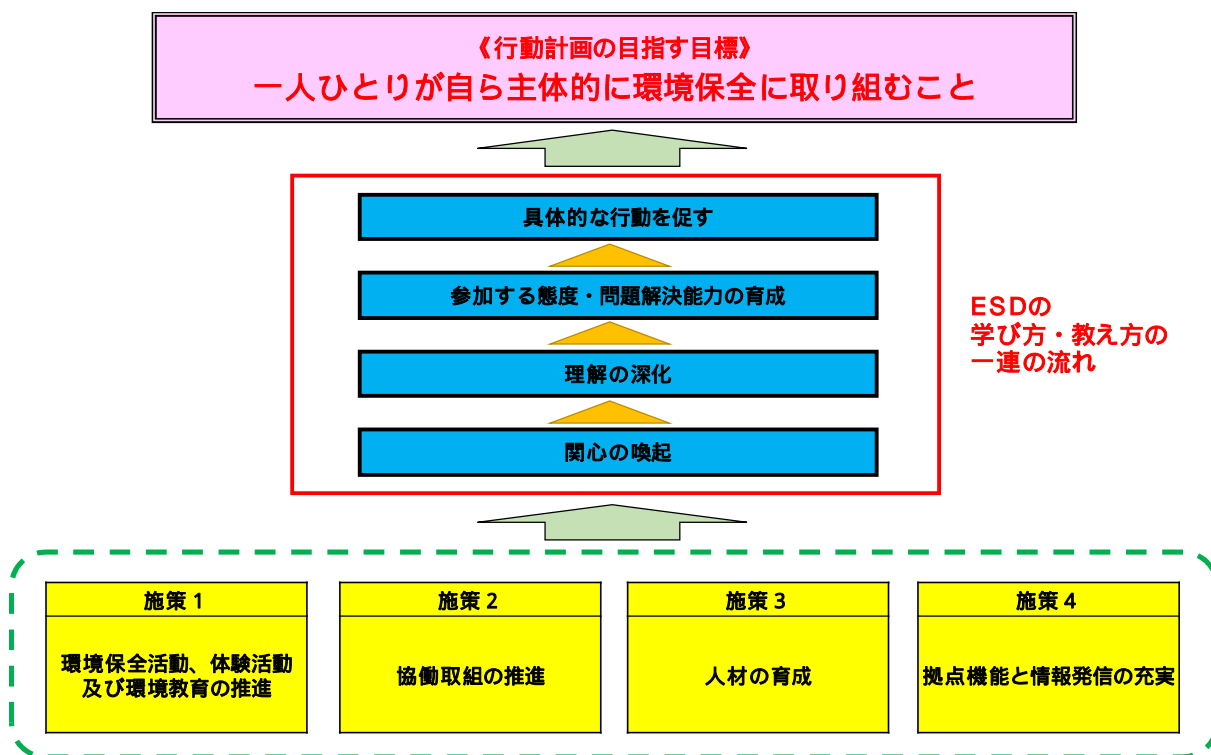 《行動計画の目指す目標》
一人ひとりが自ら主体的に環境保全に取り組むこと
具体的な行動を促す
参加する態度・問題解決能力の育成
理解の深化
関心の喚起
ESDの
学び方・教え方の
一連の流れ
施策1
環境保全活動、体験活動
及び環境教育の推進
施策2
協働取組の推進
施策3
人材の育成
施策4
拠点機能と情報発信の充実